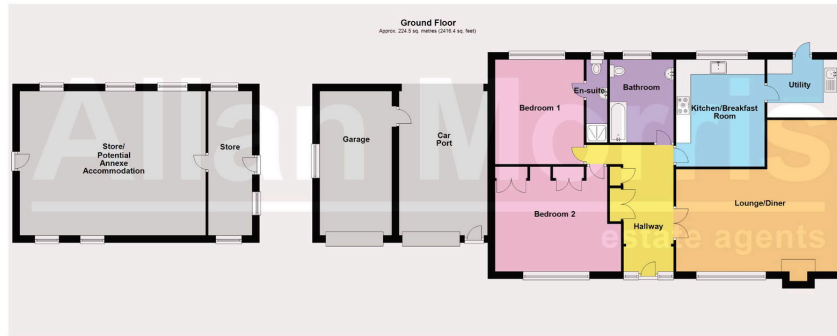 Ground Floor
Approx. 224.5 sq. metres (2416.4 sq. feet)
Bedroom 1
En-suite
Bathroom
Kitchen/Breakfast
Room
Utility
Store/
Potential
Annexe
Accommodation
Store
Garage
Car
Port
Bedroom 2
Hallway
Lounge/Diner
Allan Morris
estate agents